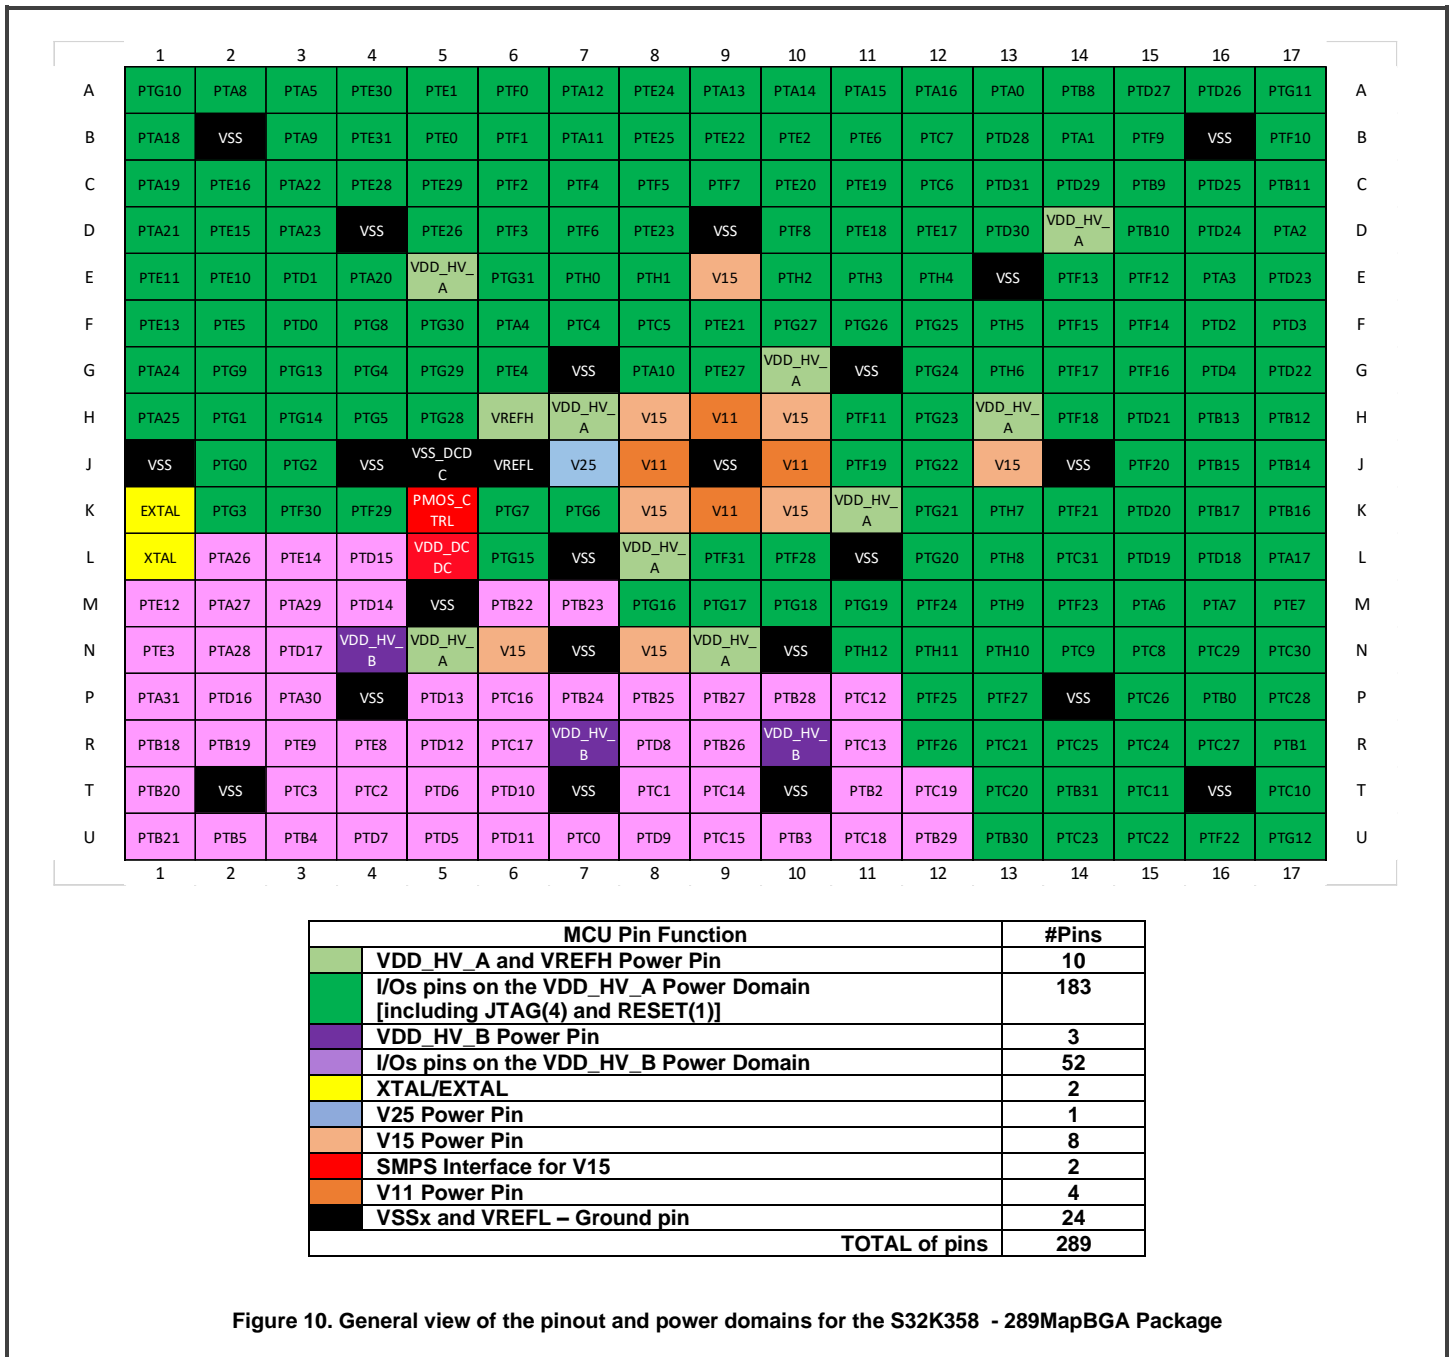 1 2 3 4 5 6 7 8 9 10 11 12 13 14 15 16 17
A PTG10 PTA8 PTA5 PTE30 PTE1 PTF0 PTA12 PTE24 PTA13 PTA14 PTA15 PTA16 PTA0 PTB8 PTD27 PTD26 PTG11 A
B PTA18 VSS PTA9 PTE31 PTE0 PTF1 PTA11 PTE25 PTE22 PTE2 PTE6 PTC7 PTD28 PTA1 PTF9 VSS PTF10 B
C PTA19 PTE16 PTA22 PTE28 PTE29 PTF2 PTF4 PTF5 PTF7 PTE20 PTE19 PTC6 PTD31 PTD29 PTB9 PTD25 PTB11 C
D PTA21 PTE15 PTA23 VSS PTE26 PTF3 PTF6 PTE23 VSS PTF8 PTE18 PTE17 PTD30 VDD_HV_A PTB10 PTD24 PTA2 D
E PTE11 PTE10 PTD1 PTA20 VDD_HV_A PTG31 PTH0 PTH1 V15 PTH2 PTH3 PTH4 VSS PTF13 PTF12 PTA3 PTD23 E
F PTE13 PTE5 PTD0 PTG8 PTG30 PTA4 PTC4 PTC5 PTE21 PTG27 PTG26 PTG25 PTH5 PTF15 PTF14 PTD2 PTD3 F
G PTA24 PTG9 PTG13 PTG4 PTG29 PTE4 VSS PTA10 PTE27 VDD_HV_A VSS PTG24 PTH6 PTF17 PTF16 PTD4 PTD22 G
H PTA25 PTG1 PTG14 PTG5 PTG28 VREFH VDD_HV_A V15 V11 V15 PTF11 PTG23 VDD_HV_A PTF18 PTD21 PTB13 PTB12 H
J VSS PTG0 PTG2 VSS VSS_DCDC VREFL V25 V11 VSS V11 PTF19 PTG22 V15 VSS PTF20 PTB15 PTB14 J
K EXTAL PTG3 PTF30 PTF29 PMOS_CTRL PTG7 PTG6 V15 V11 V15 VDD_HV_A PTG21 PTH7 PTF21 PTD20 PTB17 PTB16 K
L XTAL PTA26 PTE14 PTD15 VDD_DCDC PTG15 VSS VDD_HV_A PTF31 PTF28 VSS PTG20 PTH8 PTC31 PTD19 PTD18 PTA17 L
M PTE12 PTA27 PTA29 PTD14 VSS PTB22 PTB23 PTG16 PTG17 PTG18 PTG19 PTF24 PTH9 PTF23 PTA6 PTA7 PTE7 M
N PTE3 PTA28 PTD17 VDD_HV_B VDD_HV_A V15 VSS V15 VDD_HV_A VSS PTH12 PTH11 PTH10 PTC9 PTC8 PTC29 PTC30 N
P PTA31 PTD16 PTA30 VSS PTD13 PTC16 PTB24 PTB25 PTB27 PTB28 PTC12 PTF25 PTF27 VSS PTC26 PTB0 PTC28 P
R PTB18 PTB19 PTE9 PTE8 PTD12 PTC17 VDD_HV_B PTD8 PTB26 VDD_HV_B PTC13 PTF26 PTC21 PTC25 PTC24 PTC27 PTB1 R
T PTB20 VSS PTC3 PTC2 PTD6 PTD10 VSS PTC1 PTC14 VSS PTB2 PTC19 PTC20 PTB31 PTC11 VSS PTC10 T
U PTB21 PTB5 PTB4 PTD7 PTD5 PTD11 PTC0 PTD9 PTC15 PTB3 PTC18 PTB29 PTB30 PTC23 PTC22 PTF22 PTG12 U
1 2 3 4 5 6 7 8 9 10 11 12 13 14 15 16 17
MCU Pin Function #Pins
VDD_HV_A and VREFH Power Pin 10
I/Os pins on the VDD_HV_A Power Domain 183
[including JTAG(4) and RESET(1)]
VDD_HV_B Power Pin 3
I/Os pins on the VDD_HV_B Power Domain 52
XTAL/EXTAL 2
V25 Power Pin 1
V15 Power Pin 8
SMPS Interface for V15 2
V11 Power Pin 4
VSSx and VREFL – Ground pin 24
TOTAL of pins 289
Figure 10. General view of the pinout and power domains for the S32K358 - 289MapBGA Package